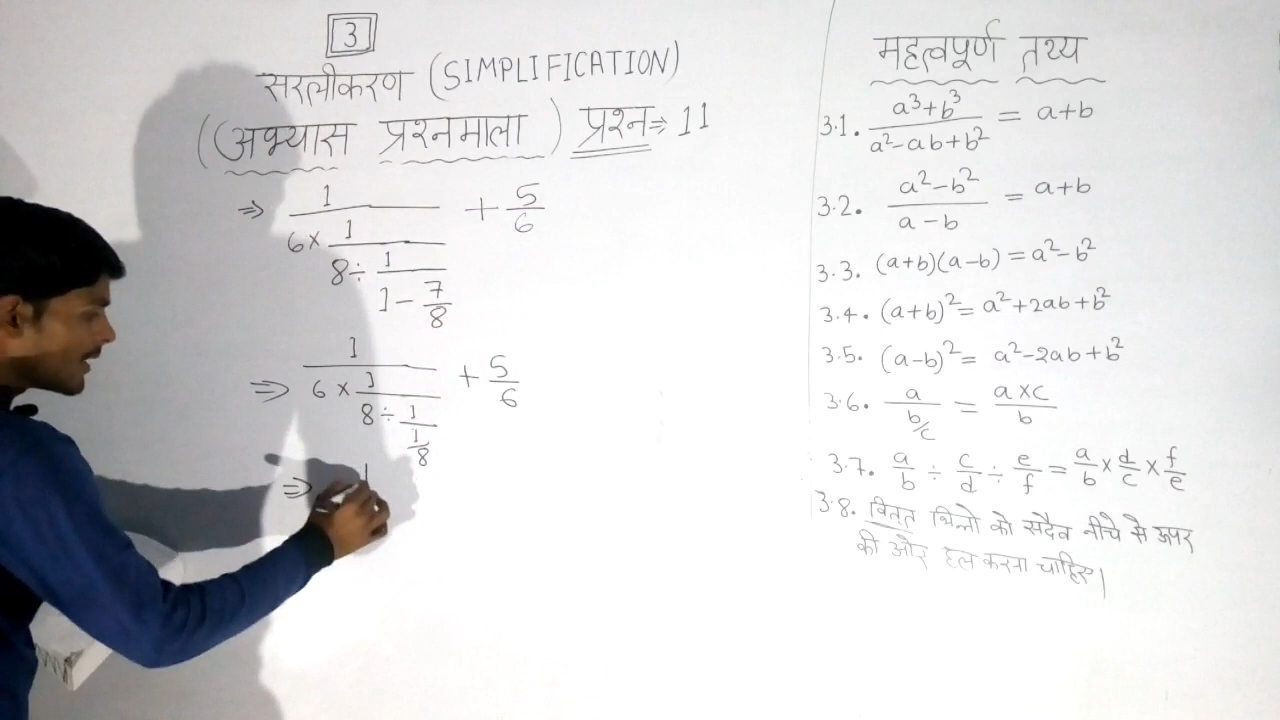 3
सरलीकरण (SIMPLIFICATION)
(अभ्यास प्रश्नमाला) प्रश्न⇒ 11
⇒ 1/(6×1/(8÷1/(1-7/8))) + 5/6
⇒ 1/(6×1/(8÷1/(1/8))) + 5/6
⇒ 1
महत्वपूर्ण तथ्य
3.1. (a³+b³)/(a²-ab+b²) = a+b
3.2. (a²-b²)/(a-b) = a+b
3.3. (a+b)(a-b) = a²-b²
3.4. (a+b)² = a²+2ab+b²
3.5. (a-b)² = a²-2ab+b²
3.6. a/(b/c) = (a×c)/b
3.7. a/b ÷ c/d ÷ e/f = a/b × d/c × f/e
3.8. वितत भिन्नो को सदैव नीचे से ऊपर
की ओर हल करना चाहिए।